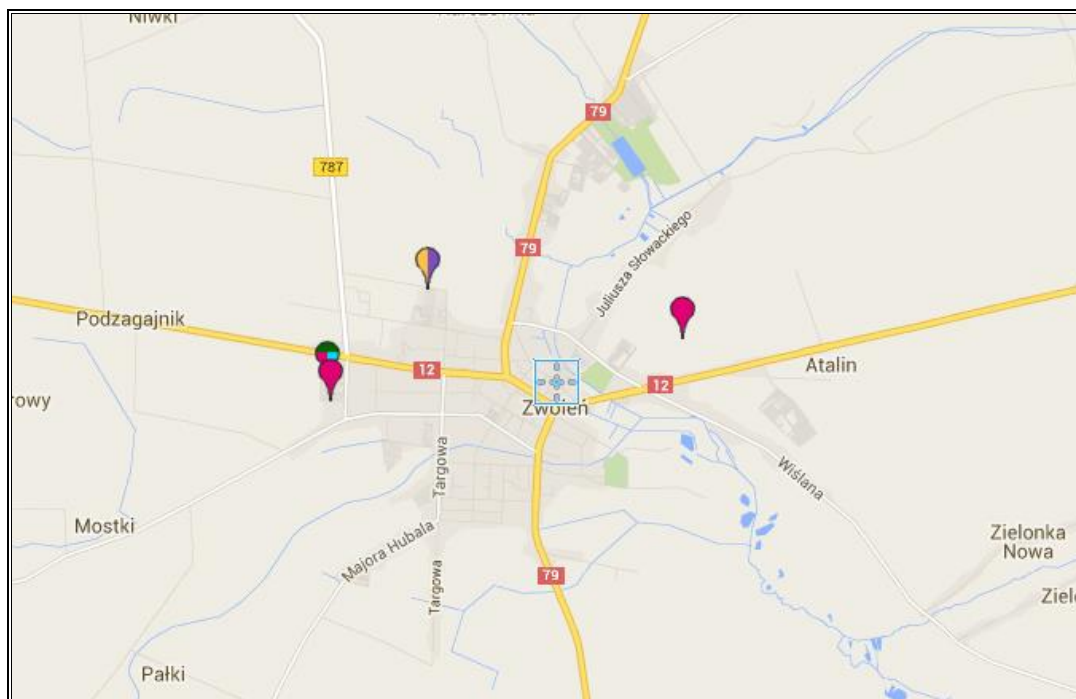 Niwki
79
787
79
Juliusza Słowackiego
Podzagajnik
12
Atalin
12
rowy
Zwoleń
Targowa
Wiślana
Mostki
Majora Hubala
Zielonka
Nowa
79
Targowa
Ziel
Pałki